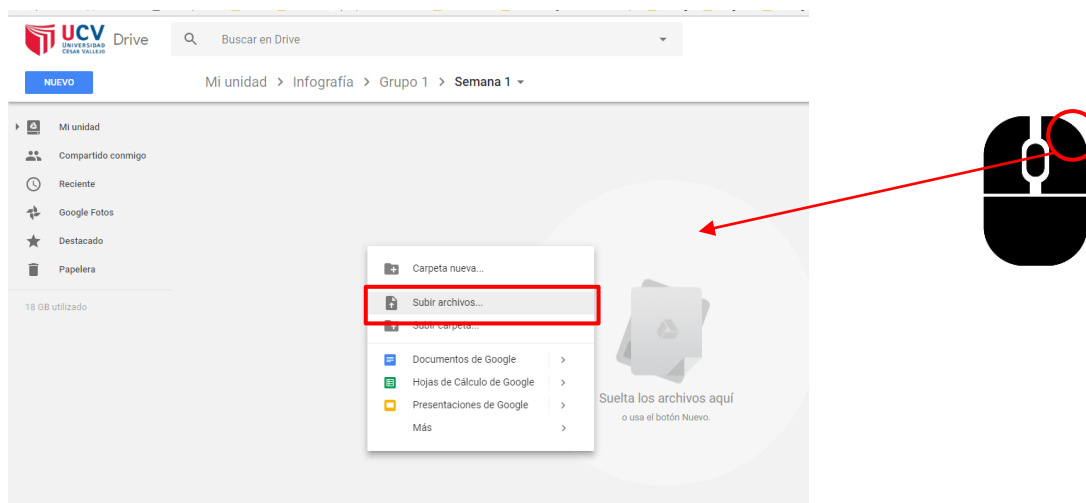 UCV
UNIVERSIDAD
CÉSAR VALLEJO
Drive
Buscar en Drive
NUEVO
Mi unidad > Infografía > Grupo 1 > Semana 1
Mi unidad
Compartido conmigo
Reciente
Google Fotos
Destacado
Papelera
18 GB utilizado
Carpeta nueva...
Subir archivos...
Subir carpeta...
Documentos de Google
Hojas de Cálculo de Google
Presentaciones de Google
Más
Suelta los archivos aquí
o usa el botón Nuevo.